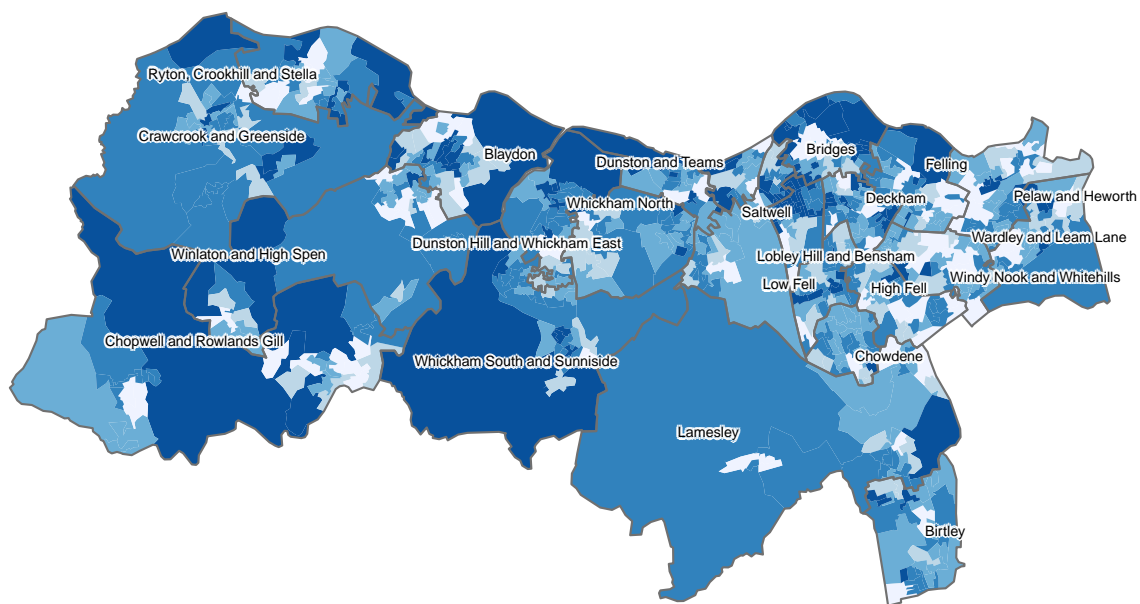 Ryton, Crookhill and Stella
Crawcrook and Greenside
Blaydon
Dunston and Teams
Bridges
Felling
Pelaw and Heworth
Whickham North
Saltwell
Deckham
Wardley and Leam Lane
Winlaton and High Spen
Dunston Hill and Whickham East
Lobley Hill and Bensham
Windy Nook and Whitehills
Low Fell
High Fell
Chopwell and Rowlands Gill
Whickham South and Sunniside
Chowdene
Lamesley
Birtley